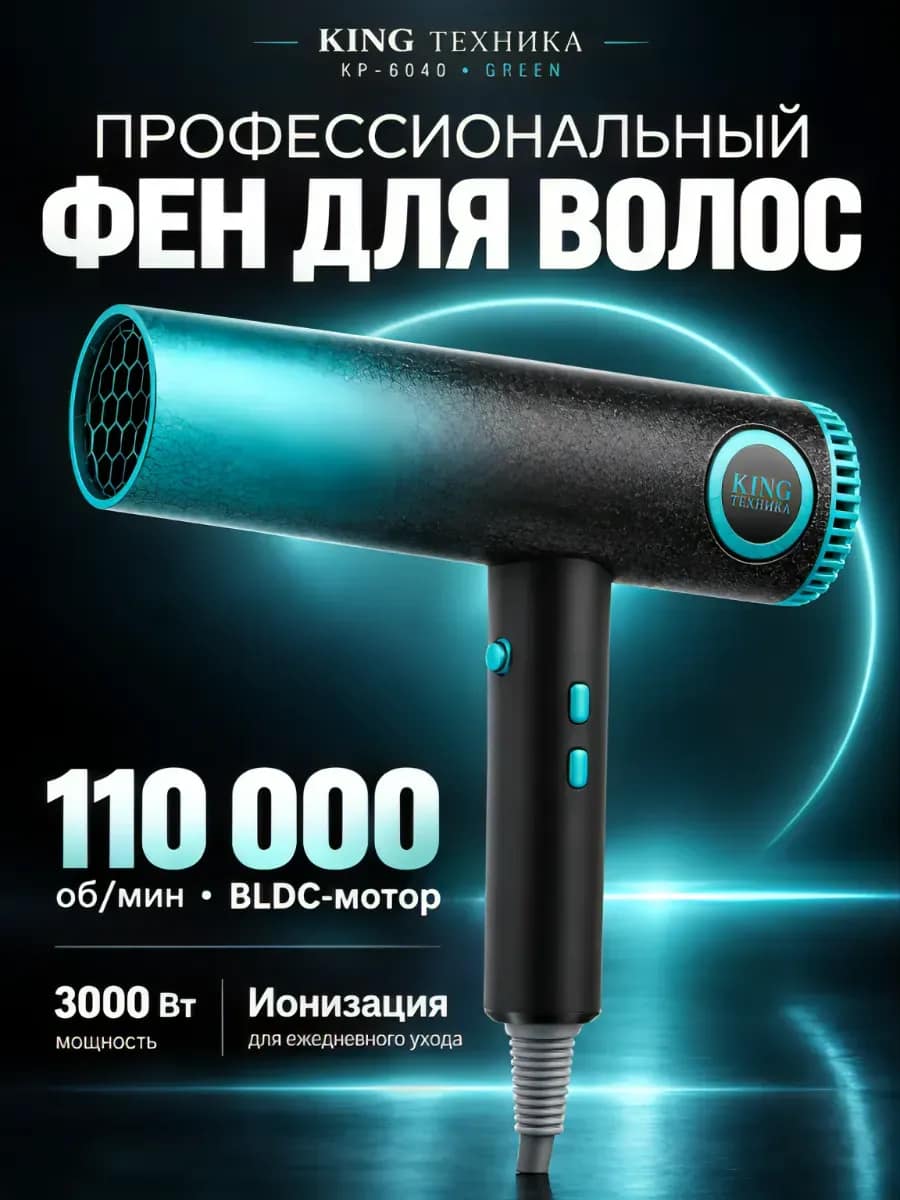 KING ТЕХНИКА
KP-6040 • GREEN
ПРОФЕССИОНАЛЬНЫЙ
ФЕН ДЛЯ ВОЛОС
KING
ТЕХНИКА
110 000
об/мин • BLDC-мотор
3000 Вт
мощность
Ионизация
для ежедневного ухода